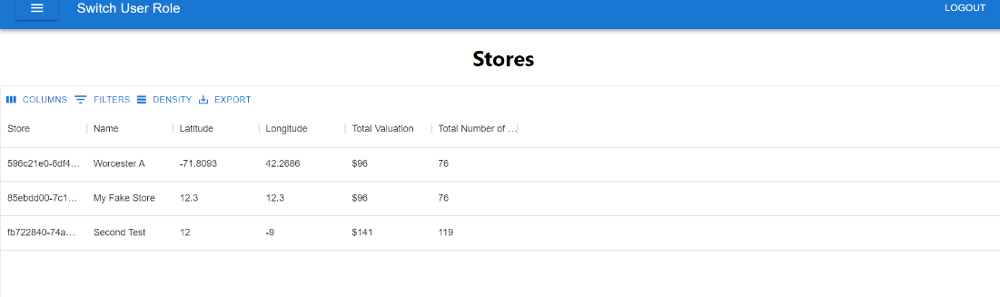 Switch User Role LOGOUT
Stores
COLUMNS FILTERS DENSITY EXPORT
Store Name Latitude Longitude Total Valuation Total Number of ...
596c21e0-6df4... Worcester A -71.8093 42.2686 $96 76
85ebdd00-7c1... My Fake Store 12.3 12.3 $96 76
fb722840-74a... Second Test 12 -9 $141 119